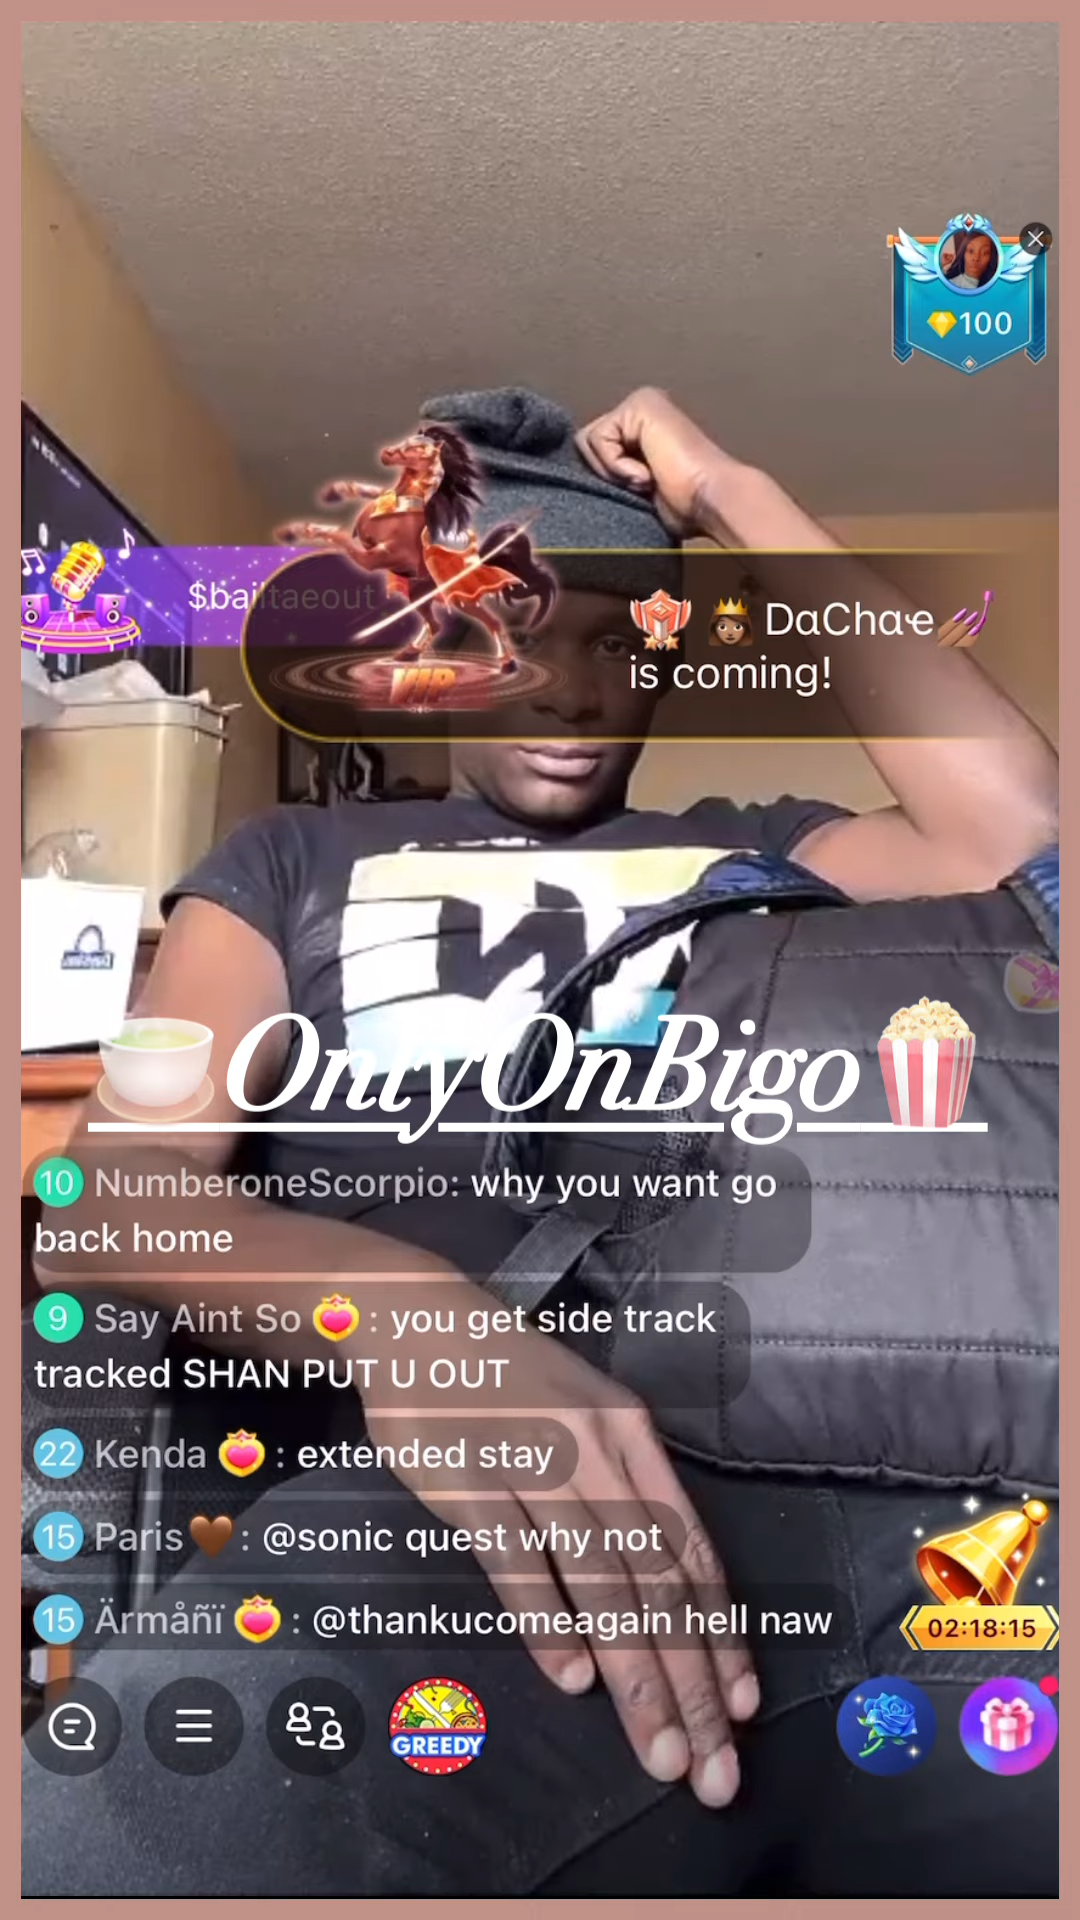 💎100
$bailtaeout
👸🏾 DaChae💅🏾
is coming!
VIP
🍵OnlyOnBigo🍿
10 NumberoneScorpio: why you want go
back home
9 Say Aint So : you get side track
tracked SHAN PUT U OUT
22 Kenda : extended stay
15 Paris🤎 : @sonic quest why not
15 Ärmåñï : @thankucomeagain hell naw
02:18:15
GREEDY